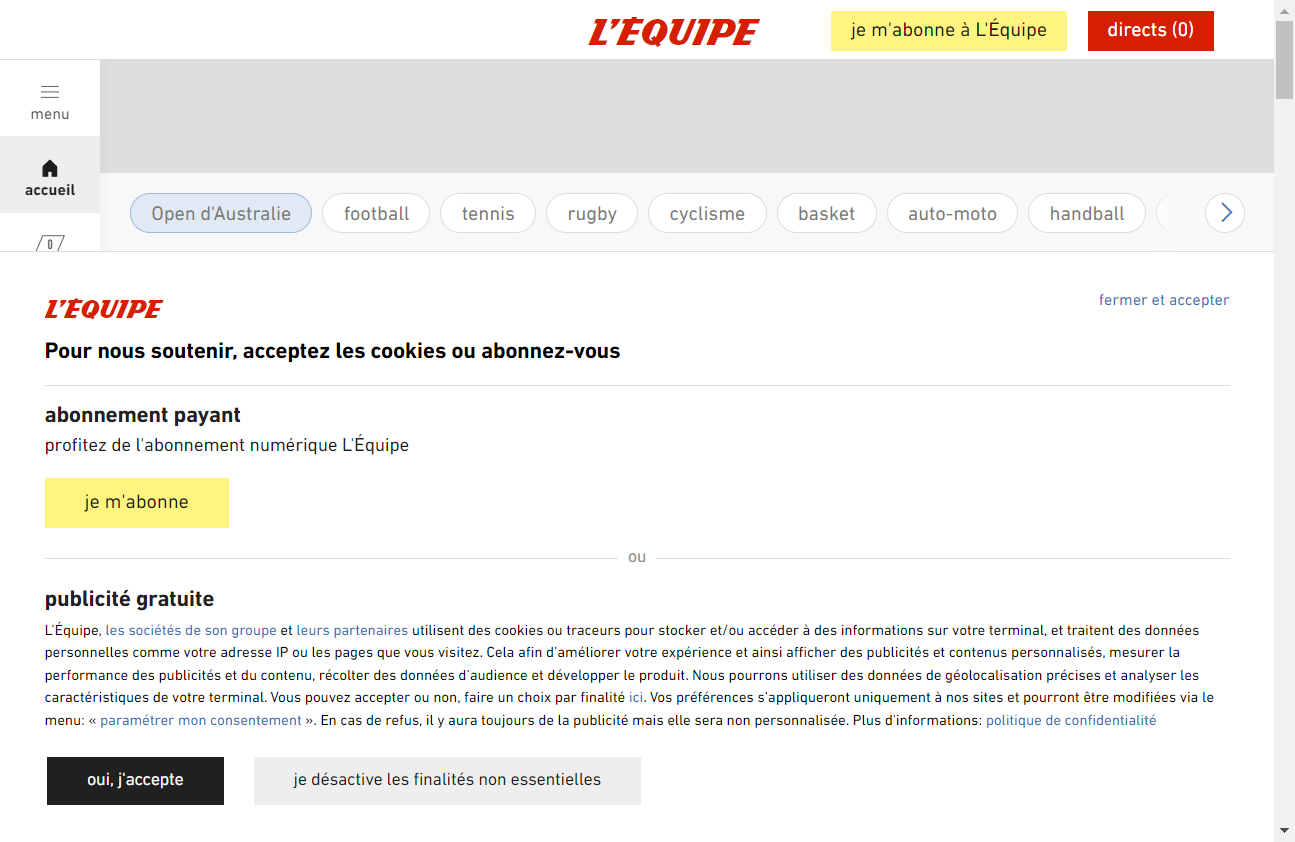 L'ÉQUIPE
je m'abonne à L'Équipe
directs (0)
menu
accueil
0
Open d'Australie
football
tennis
rugby
cyclisme
basket
auto-moto
handball
L'ÉQUIPE
fermer et accepter
Pour nous soutenir, acceptez les cookies ou abonnez-vous
abonnement payant
profitez de l'abonnement numérique L'Équipe
je m'abonne
ou
publicité gratuite
L'Équipe, les sociétés de son groupe et leurs partenaires utilisent des cookies ou traceurs pour stocker et/ou accéder à des informations sur votre terminal, et traitent des données
personnelles comme votre adresse IP ou les pages que vous visitez. Cela afin d'améliorer votre expérience et ainsi afficher des publicités et contenus personnalisés, mesurer la
performance des publicités et du contenu, récolter des données d'audience et développer le produit. Nous pourrons utiliser des données de géolocalisation précises et analyser les
caractéristiques de votre terminal. Vous pouvez accepter ou non, faire un choix par finalité ici. Vos préférences s'appliqueront uniquement à nos sites et pourront être modifiées via le
menu: « paramétrer mon consentement ». En cas de refus, il y aura toujours de la publicité mais elle sera non personnalisée. Plus d'informations: politique de confidentialité
oui, j'accepte
je désactive les finalités non essentielles